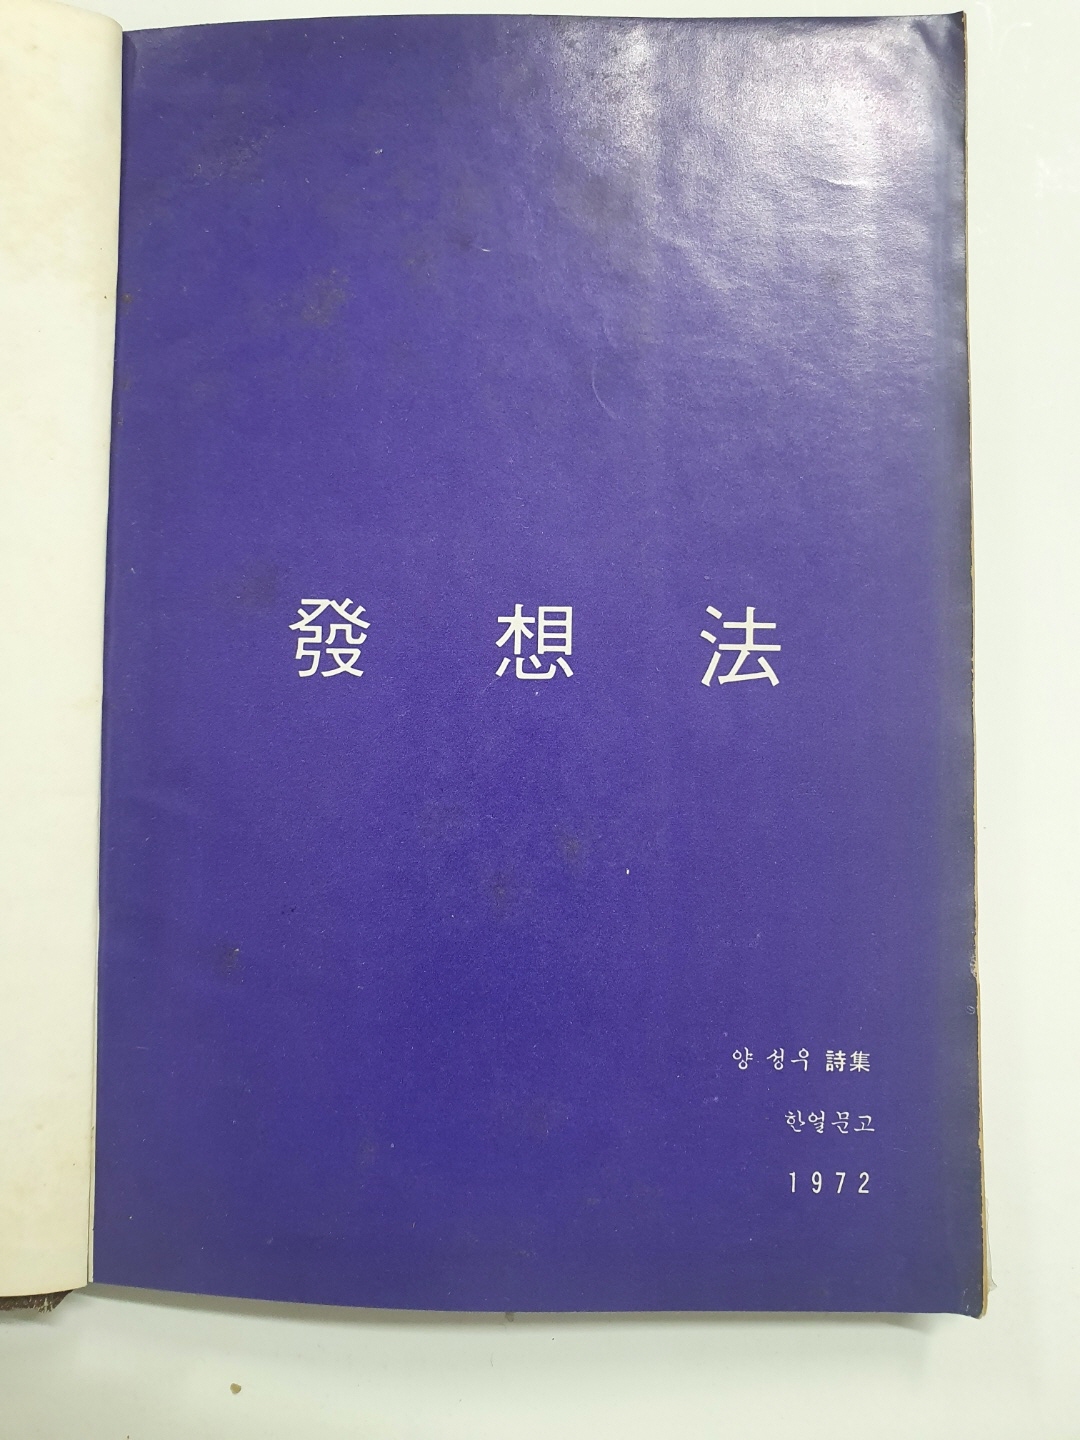 發 想 法
양 성우 詩集
한얼문고
1972